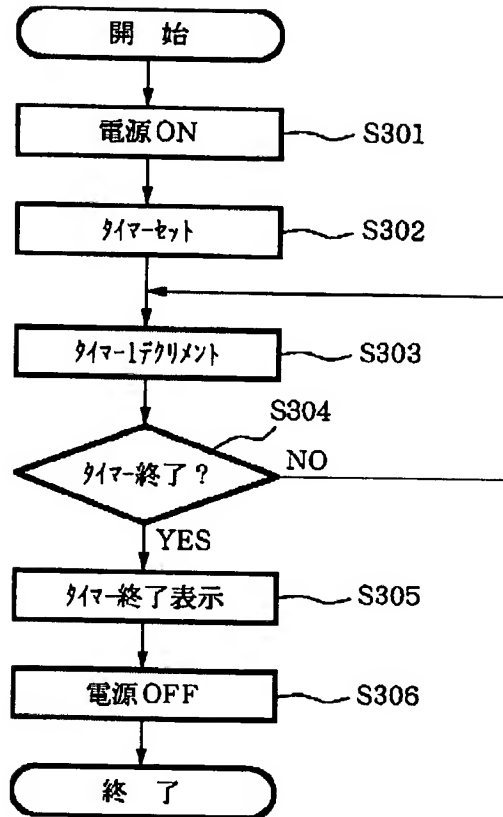 開 始
電源ON S301
タイマーセット S302
タイマー1デクリメント S303
S304
タイマー終了? NO
YES
タイマー終了表示 S305
電源OFF S306
終 了